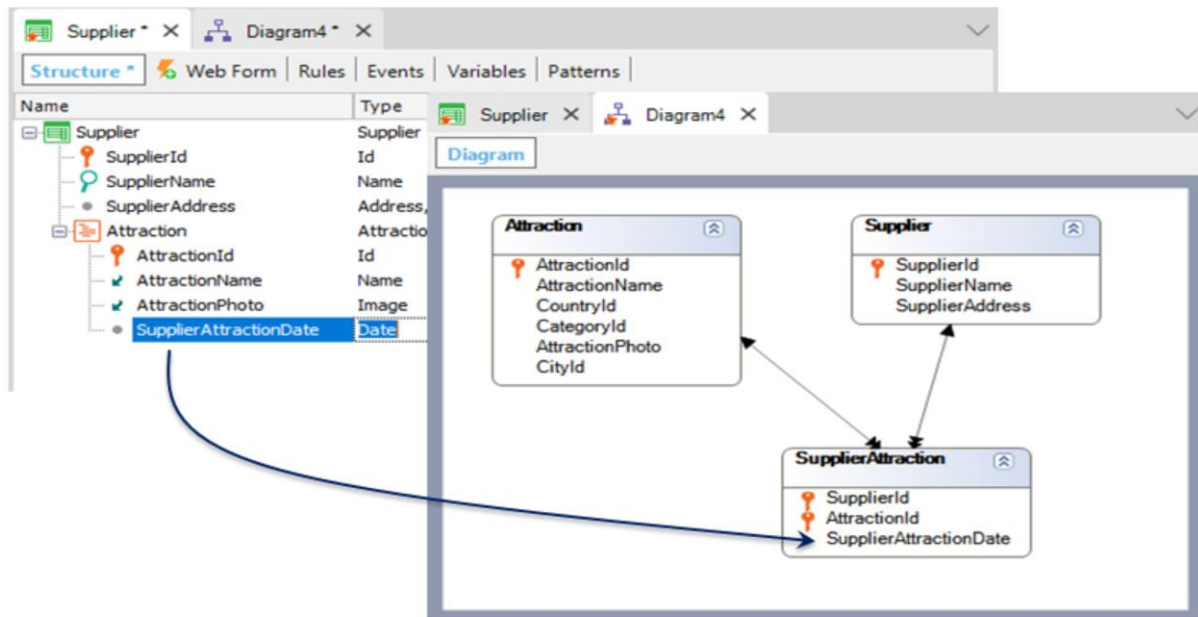 Supplier * Diagram4 *
Structure * Web Form Rules Events Variables Patterns
Name Type
Supplier Supplier
SupplierId Id
SupplierName Name
SupplierAddress Address,
Attraction Attractio
AttractionId Id
AttractionName Name
AttractionPhoto Image
SupplierAttractionDate Date
Supplier Diagram4
Diagram
Attraction
AttractionId
AttractionName
CountryId
CategoryId
AttractionPhoto
CityId
Supplier
SupplierId
SupplierName
SupplierAddress
SupplierAttraction
SupplierId
AttractionId
SupplierAttractionDate